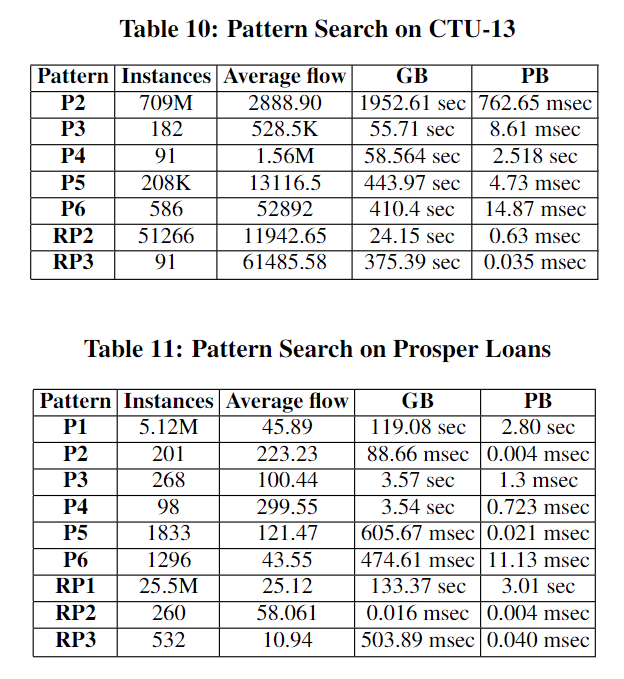 Table 10: Pattern Search on CTU-13
Pattern Instances Average flow GB PB
P2 709M 2888.90 1952.61 sec 762.65 msec
P3 182 528.5K 55.71 sec 8.61 msec
P4 91 1.56M 58.564 sec 2.518 sec
P5 208K 13116.5 443.97 sec 4.73 msec
P6 586 52892 410.4 sec 14.87 msec
RP2 51266 11942.65 24.15 sec 0.63 msec
RP3 91 61485.58 375.39 sec 0.035 msec
Table 11: Pattern Search on Prosper Loans
Pattern Instances Average flow GB PB
P1 5.12M 45.89 119.08 sec 2.80 sec
P2 201 223.23 88.66 msec 0.004 msec
P3 268 100.44 3.57 sec 1.3 msec
P4 98 299.55 3.54 sec 0.723 msec
P5 1833 121.47 605.67 msec 0.021 msec
P6 1296 43.55 474.61 msec 11.13 msec
RP1 25.5M 25.12 133.37 sec 3.01 sec
RP2 260 58.061 0.016 msec 0.004 msec
RP3 532 10.94 503.89 msec 0.040 msec